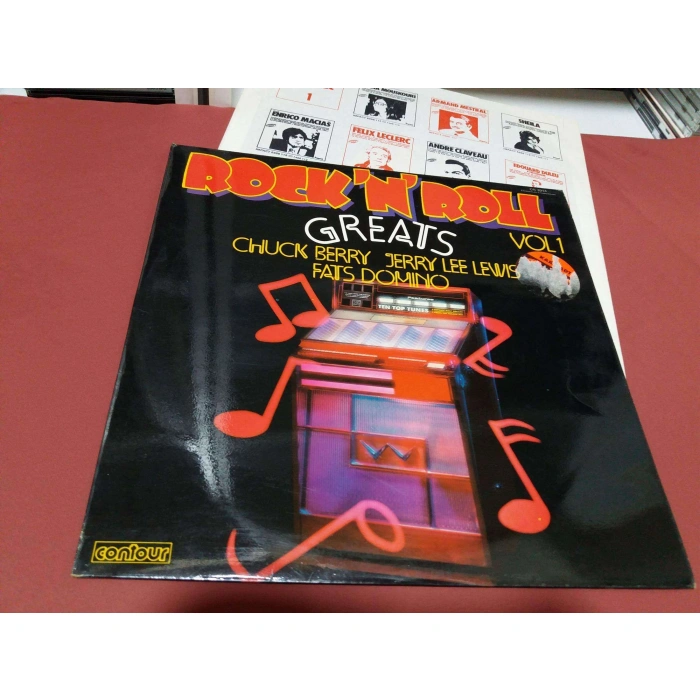 1
ARMAND MESTRAL
SHEILA
ENRICO MACIAS
FELIX LECLERC
ANDRE CLAVEAU
ROCK 'N' ROLL
GREATS
VOL 1
CHUCK BERRY JERRY LEE LEWIS
FATS DOMINO
TEN TOP TUNES
contour